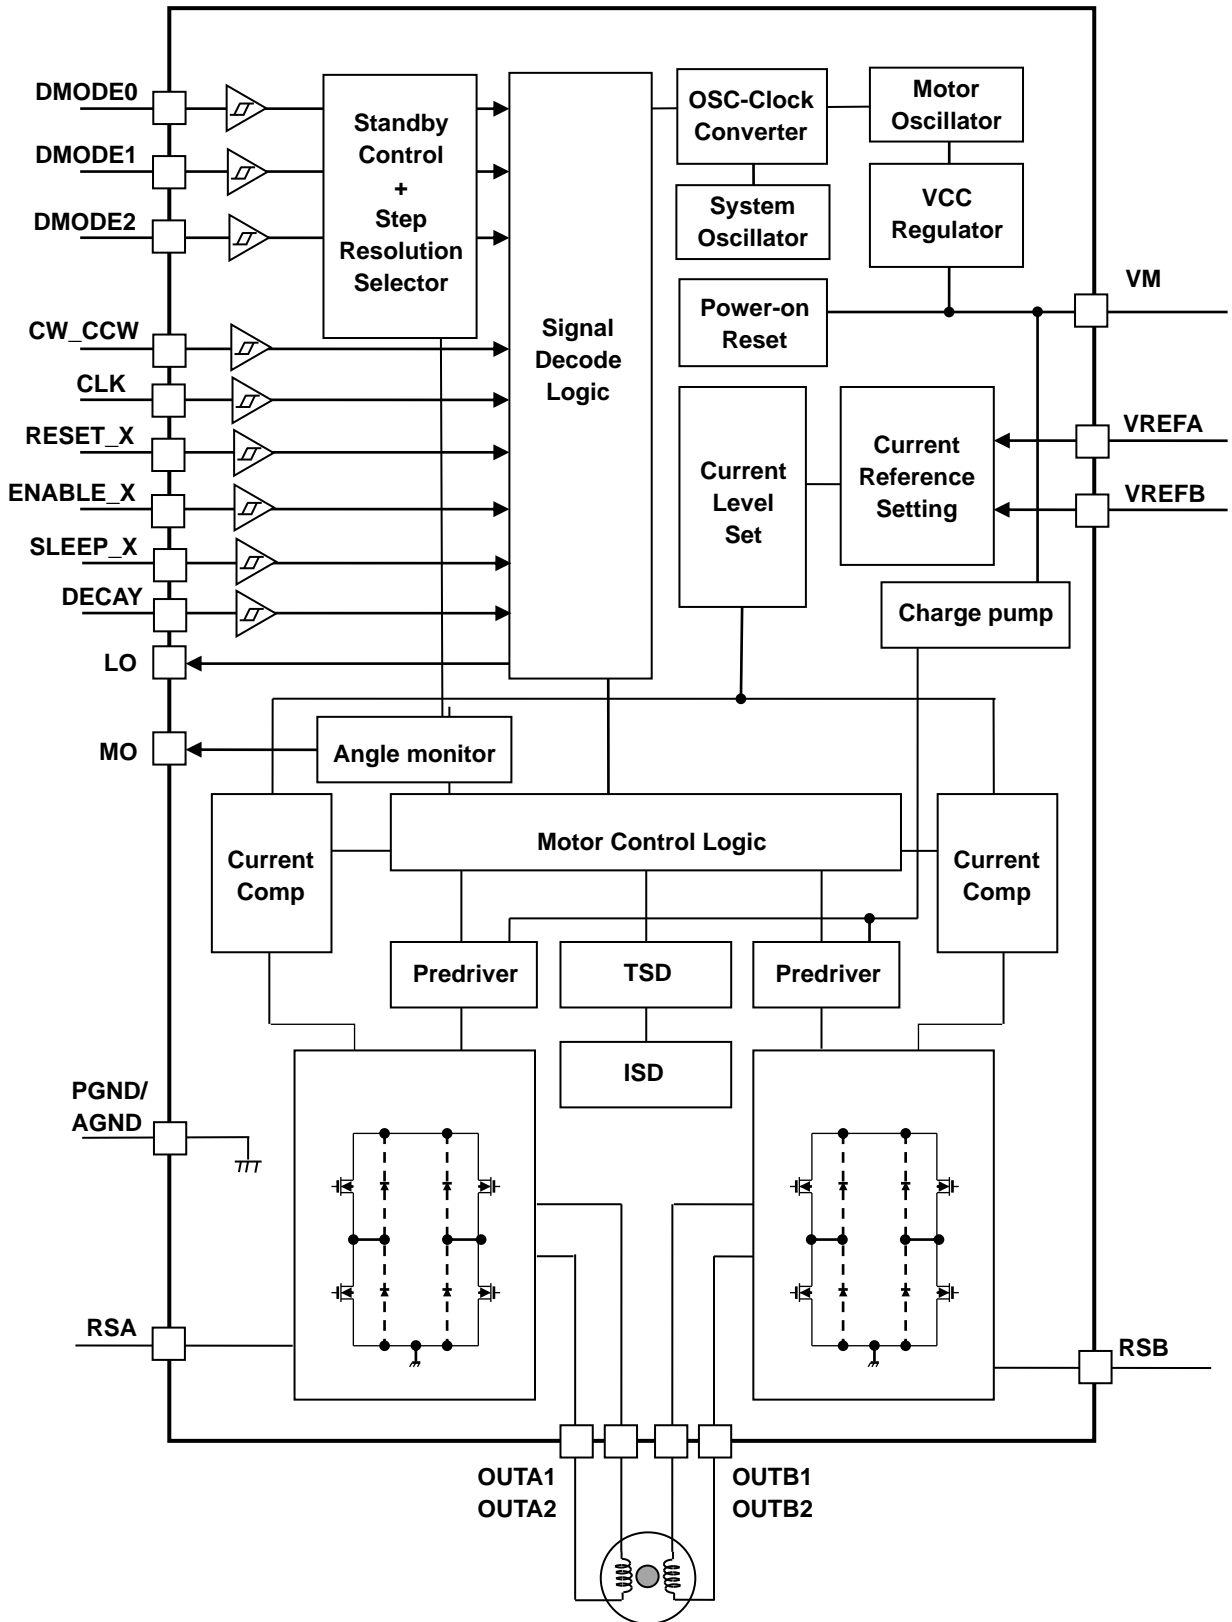 DMODE0
DMODE1
DMODE2
CW_CCW
CLK
RESET_X
ENABLE_X
SLEEP_X
DECAY
LO
MO
Standby
Control
+
Step
Resolution
Selector
Signal
Decode
Logic
OSC-Clock
Converter
Motor
Oscillator
System
Oscillator
VCC
Regulator
Power-on
Reset
VM
Current
Level
Set
Current
Reference
Setting
VREFA
VREFB
Charge pump
Angle monitor
Motor Control Logic
Current
Comp
Current
Comp
Predriver
TSD
Predriver
ISD
PGND/
AGND
RSA
RSB
OUTA1
OUTA2
OUTB1
OUTB2